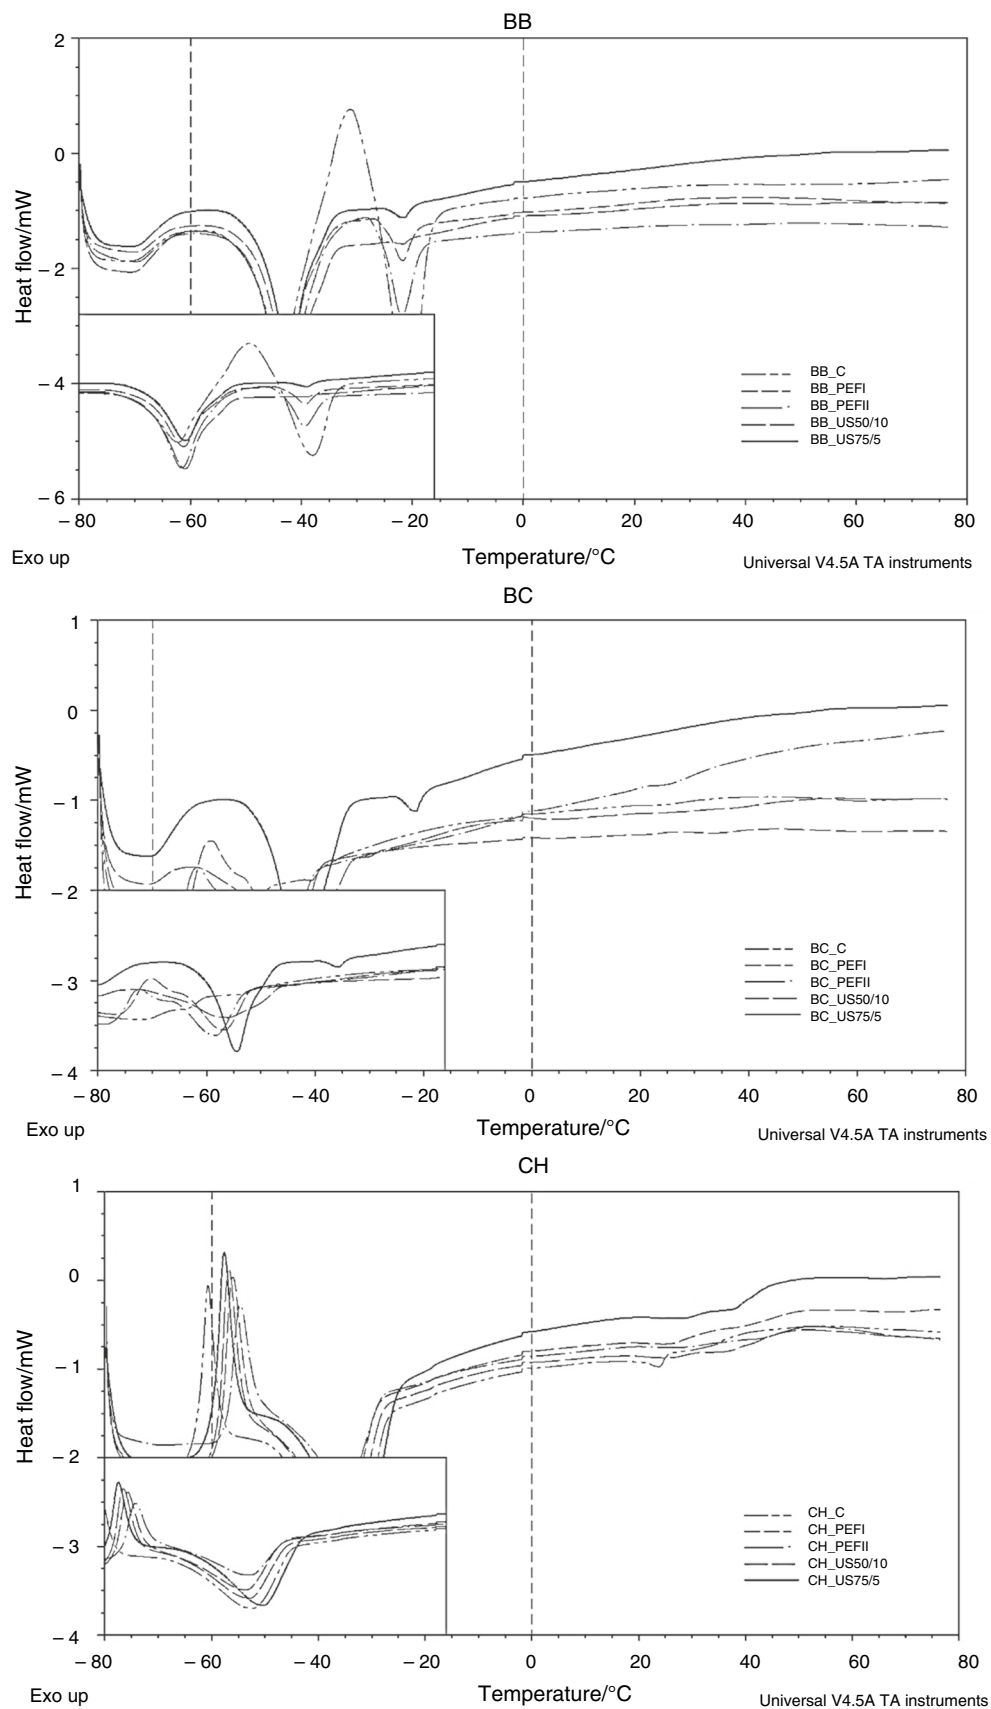 BB
2
0
– 2
– 4
– 6
Heat flow/mW
BB_C
BB_PEFI
BB_PEFII
BB_US50/10
BB_US75/5
– 80 – 60 – 40 – 20 0 20 40 60 80
Exo up Temperature/°C Universal V4.5A TA instruments
BC
1
0
– 1
– 2
– 3
– 4
Heat flow/mW
BC_C
BC_PEFI
BC_PEFII
BC_US50/10
BC_US75/5
– 80 – 60 – 40 – 20 0 20 40 60 80
Exo up Temperature/°C Universal V4.5A TA instruments
CH
1
0
– 1
– 2
– 3
– 4
Heat flow/mW
CH_C
CH_PEFI
CH_PEFII
CH_US50/10
CH_US75/5
– 80 – 60 – 40 – 20 0 20 40 60 80
Exo up Temperature/°C Universal V4.5A TA instruments